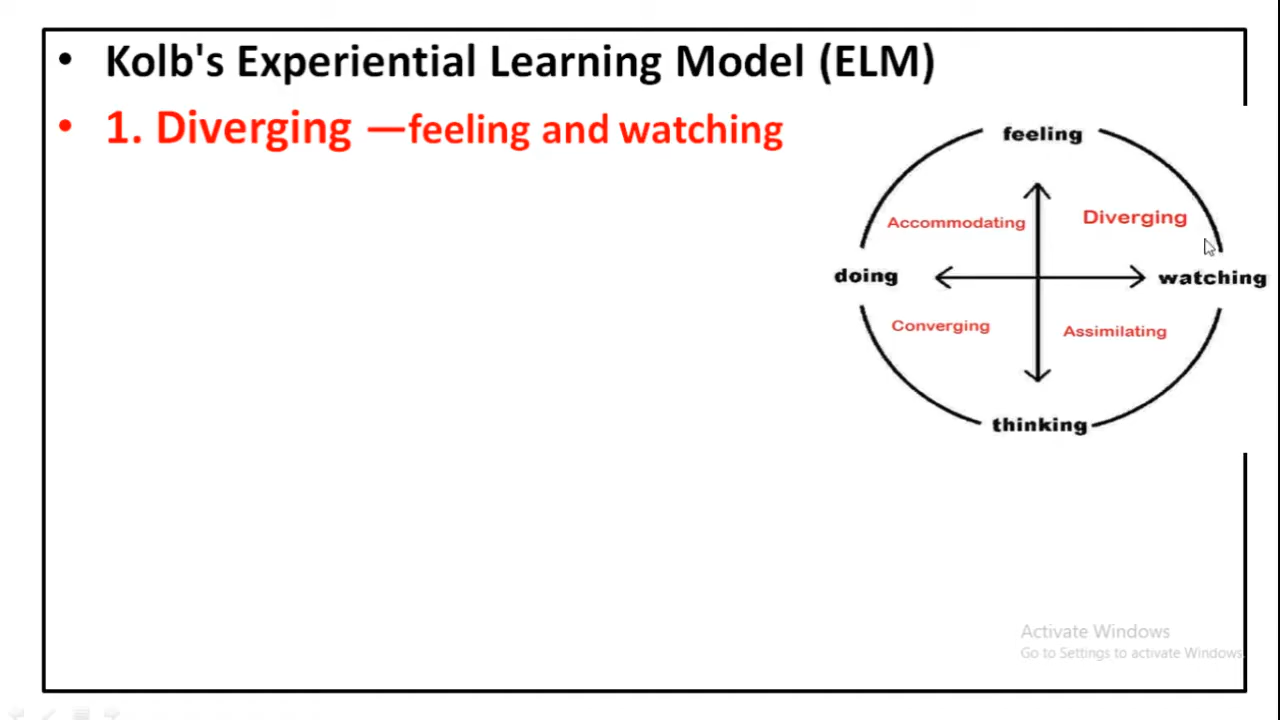 • Kolb's Experiential Learning Model (ELM)
• 1. Diverging —feeling and watching
feeling
Accommodating
Diverging
doing
watching
Converging
Assimilating
thinking
Activate Windows
Go to Settings to activate Windows.